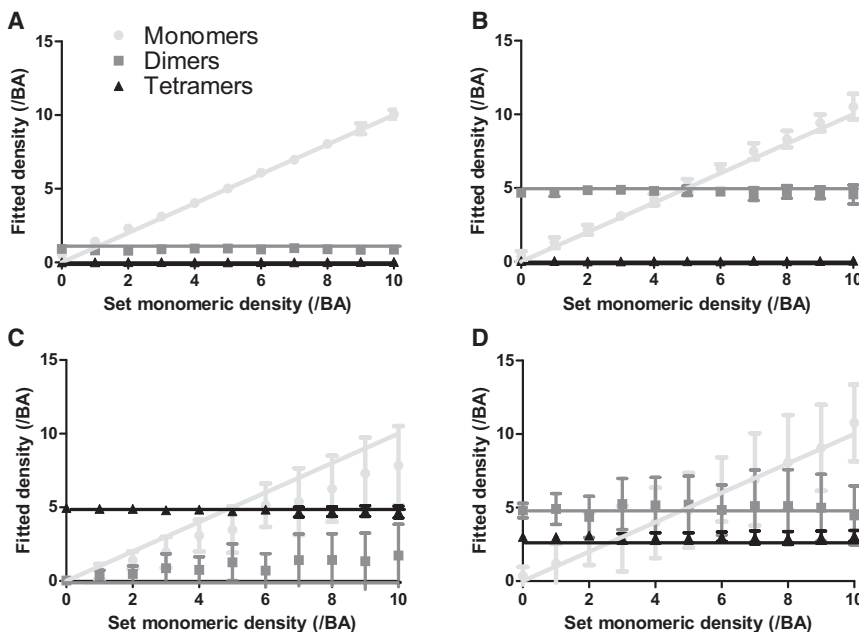 A
Monomers
Dimers
Tetramers
Fitted density (/BA)
15
10
5
0
0 2 4 6 8 10
Set monomeric density (/BA)
B
Fitted density (/BA)
15
10
5
0
0 2 4 6 8 10
Set monomeric density (/BA)
C
Fitted density (/BA)
15
10
5
0
0 2 4 6 8 10
Set monomeric density (/BA)
D
Fitted density (/BA)
15
10
5
0
0 2 4 6 8 10
Set monomeric density (/BA)